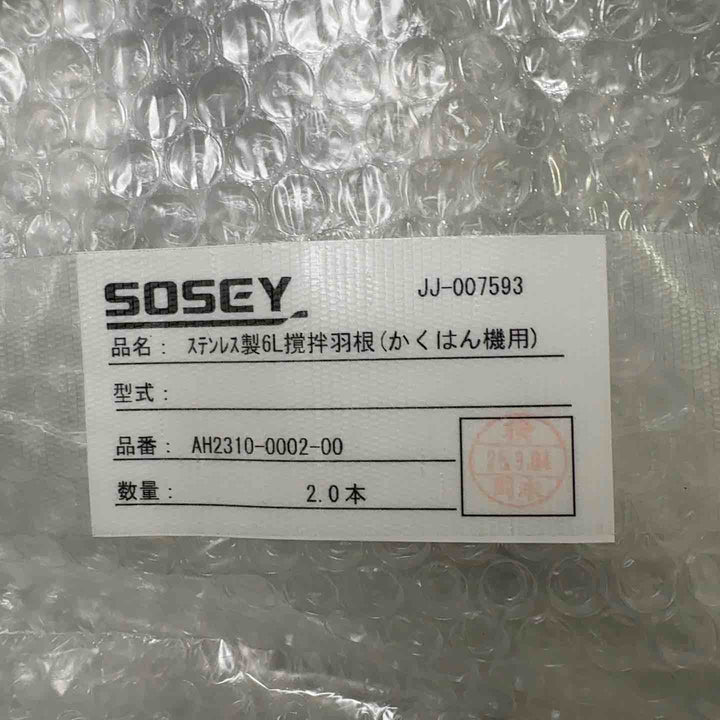 SOSEY
JJ-007593
品名： ｽﾃﾝﾚｽ製6L撹拌羽根(かくはん機用)
型式：
品番： AH2310-0002-00
数量： 2.0本